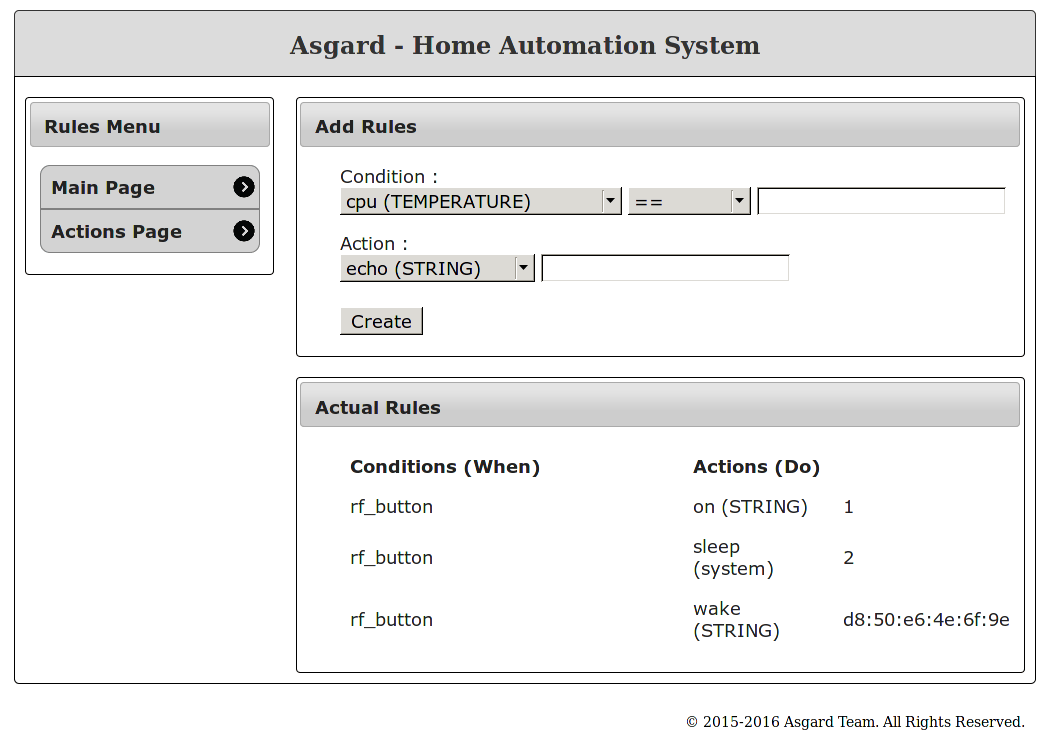 Asgard - Home Automation System
Rules Menu
Main Page
Actions Page
Add Rules
Condition :
cpu (TEMPERATURE) ==
Action :
echo (STRING)
Create
Actual Rules
Conditions (When) Actions (Do)
rf_button on (STRING) 1
rf_button sleep (system) 2
rf_button wake (STRING) d8:50:e6:4e:6f:9e
© 2015-2016 Asgard Team. All Rights Reserved.